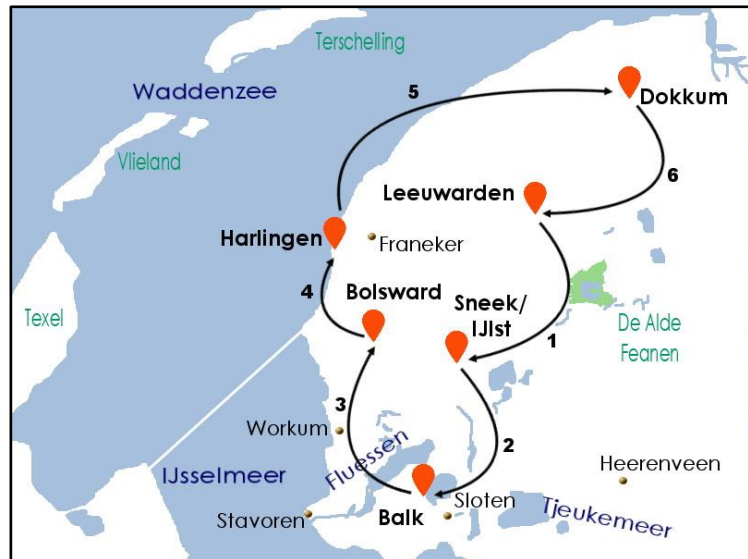 Terschelling
Waddenzee
5
Dokkum
Vlieland
6
Leeuwarden
Harlingen
Franeker
4
Bolsward
Sneek/
IJlst
Texel
1
De Alde
Feanen
3
Workum
2
Fluessen
IJsselmeer
Heerenveen
Sloten
Tjeukemeer
Stavoren
Balk